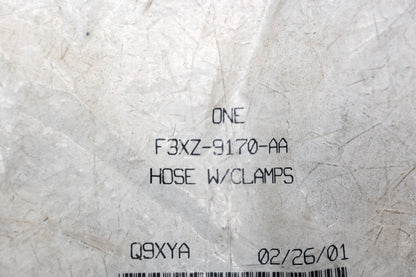 ONE
F3XZ-9170-AA
HOSE W/CLAMPS
Q9XYA 02/26/01